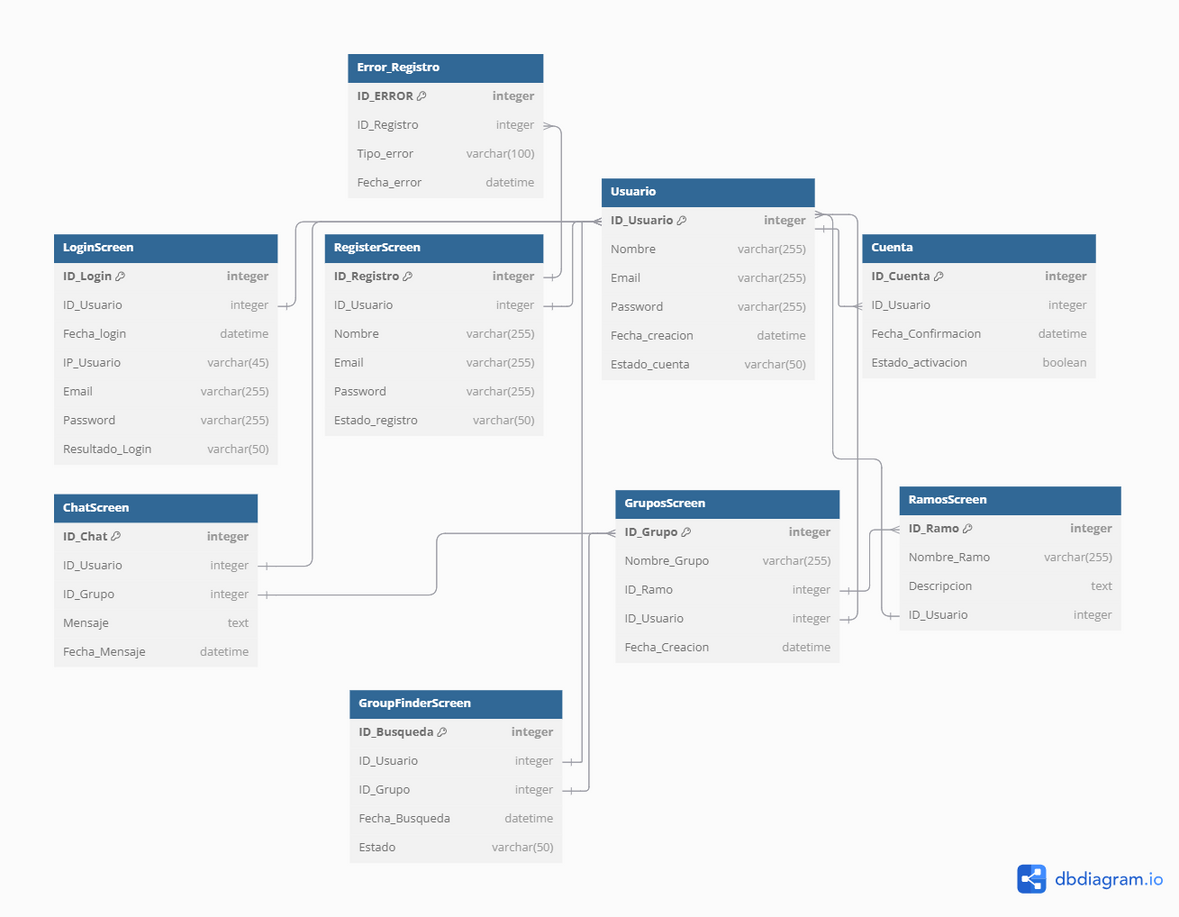 Error_Registro
ID_ERROR integer
ID_Registro integer
Tipo_error varchar(100)
Fecha_error datetime
Usuario
ID_Usuario integer
Nombre varchar(255)
Email varchar(255)
Password varchar(255)
Fecha_creacion datetime
Estado_cuenta varchar(50)
LoginScreen
ID_Login integer
ID_Usuario integer
Fecha_login datetime
IP_Usuario varchar(45)
Email varchar(255)
Password varchar(255)
Resultado_Login varchar(50)
RegisterScreen
ID_Registro integer
ID_Usuario integer
Nombre varchar(255)
Email varchar(255)
Password varchar(255)
Estado_registro varchar(50)
Cuenta
ID_Cuenta integer
ID_Usuario integer
Fecha_Confirmacion datetime
Estado_activacion boolean
ChatScreen
ID_Chat integer
ID_Usuario integer
ID_Grupo integer
Mensaje text
Fecha_Mensaje datetime
GruposScreen
ID_Grupo integer
Nombre_Grupo varchar(255)
ID_Ramo integer
ID_Usuario integer
Fecha_Creacion datetime
RamosScreen
ID_Ramo integer
Nombre_Ramo varchar(255)
Descripcion text
ID_Usuario integer
GroupFinderScreen
ID_Busqueda integer
ID_Usuario integer
ID_Grupo integer
Fecha_Busqueda datetime
Estado varchar(50)
dbdiagram.io